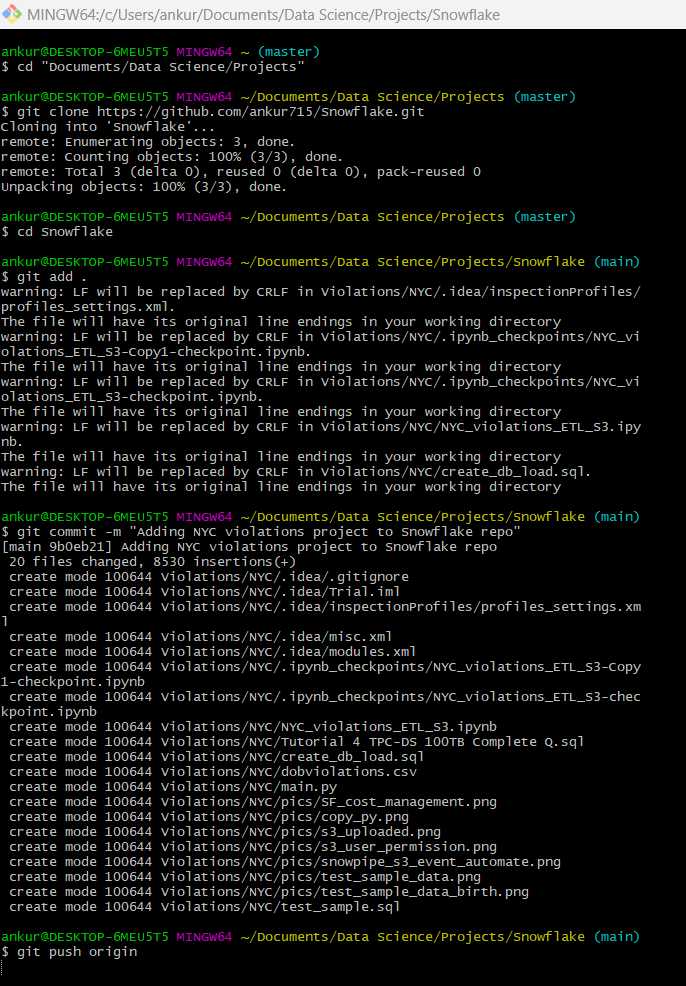 MINGW64:/c/Users/ankur/Documents/Data Science/Projects/Snowflake
ankur@DESKTOP-6MEU5T5 MINGW64 ~ (master)
$ cd "Documents/Data Science/Projects"
ankur@DESKTOP-6MEU5T5 MINGW64 ~/Documents/Data Science/Projects (master)
$ git clone https://github.com/ankur715/Snowflake.git
Cloning into 'Snowflake'...
remote: Enumerating objects: 3, done.
remote: Counting objects: 100% (3/3), done.
remote: Total 3 (delta 0), reused 0 (delta 0), pack-reused 0
Unpacking objects: 100% (3/3), done.
ankur@DESKTOP-6MEU5T5 MINGW64 ~/Documents/Data Science/Projects (master)
$ cd Snowflake
ankur@DESKTOP-6MEU5T5 MINGW64 ~/Documents/Data Science/Projects/Snowflake (main)
$ git add .
warning: LF will be replaced by CRLF in Violations/NYC/.idea/inspectionProfiles/
profiles_settings.xml.
The file will have its original line endings in your working directory
warning: LF will be replaced by CRLF in Violations/NYC/.ipynb_checkpoints/NYC_vi
olations_ETL_S3-Copy1-checkpoint.ipynb.
The file will have its original line endings in your working directory
warning: LF will be replaced by CRLF in Violations/NYC/.ipynb_checkpoints/NYC_vi
olations_ETL_S3-checkpoint.ipynb.
The file will have its original line endings in your working directory
warning: LF will be replaced by CRLF in Violations/NYC/NYC_violations_ETL_S3.ipy
nb.
The file will have its original line endings in your working directory
warning: LF will be replaced by CRLF in Violations/NYC/create_db_load.sql.
The file will have its original line endings in your working directory
ankur@DESKTOP-6MEU5T5 MINGW64 ~/Documents/Data Science/Projects/Snowflake (main)
$ git commit -m "Adding NYC violations project to Snowflake repo"
[main 9b0eb21] Adding NYC violations project to Snowflake repo
20 files changed, 8530 insertions(+)
create mode 100644 Violations/NYC/.idea/.gitignore
create mode 100644 Violations/NYC/.idea/Trial.iml
create mode 100644 Violations/NYC/.idea/inspectionProfiles/profiles_settings.xm
l
create mode 100644 Violations/NYC/.idea/misc.xml
create mode 100644 Violations/NYC/.idea/modules.xml
create mode 100644 Violations/NYC/.ipynb_checkpoints/NYC_violations_ETL_S3-Copy
1-checkpoint.ipynb
create mode 100644 Violations/NYC/.ipynb_checkpoints/NYC_violations_ETL_S3-chec
kpoint.ipynb
create mode 100644 Violations/NYC/NYC_violations_ETL_S3.ipynb
create mode 100644 Violations/NYC/Tutorial 4 TPC-DS 100TB Complete Q.sql
create mode 100644 Violations/NYC/create_db_load.sql
create mode 100644 Violations/NYC/dobviolations.csv
create mode 100644 Violations/NYC/main.py
create mode 100644 Violations/NYC/pics/SF_cost_management.png
create mode 100644 Violations/NYC/pics/copy_py.png
create mode 100644 Violations/NYC/pics/s3_uploaded.png
create mode 100644 Violations/NYC/pics/s3_user_permission.png
create mode 100644 Violations/NYC/pics/snowpipe_s3_event_automate.png
create mode 100644 Violations/NYC/pics/test_sample_data.png
create mode 100644 Violations/NYC/pics/test_sample_data_birth.png
create mode 100644 Violations/NYC/test_sample.sql
ankur@DESKTOP-6MEU5T5 MINGW64 ~/Documents/Data Science/Projects/Snowflake (main)
$ git push origin